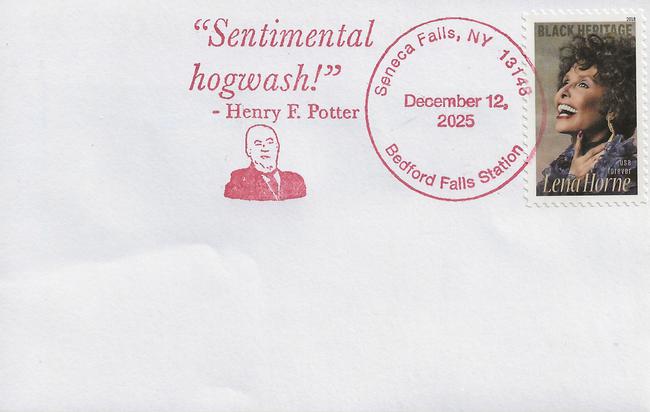 “Sentimental
hogwash!”
- Henry F. Potter
Seneca Falls, NY 13148
December 12,
2025
Bedford Falls Station
2018
BLACK HERITAGE
USA
forever
Lena Horne